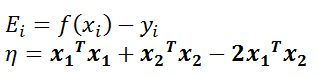 E_i = f(x_i) − y_i
η = x_1^T x_1 + x_2^T x_2 − 2x_1^T x_2